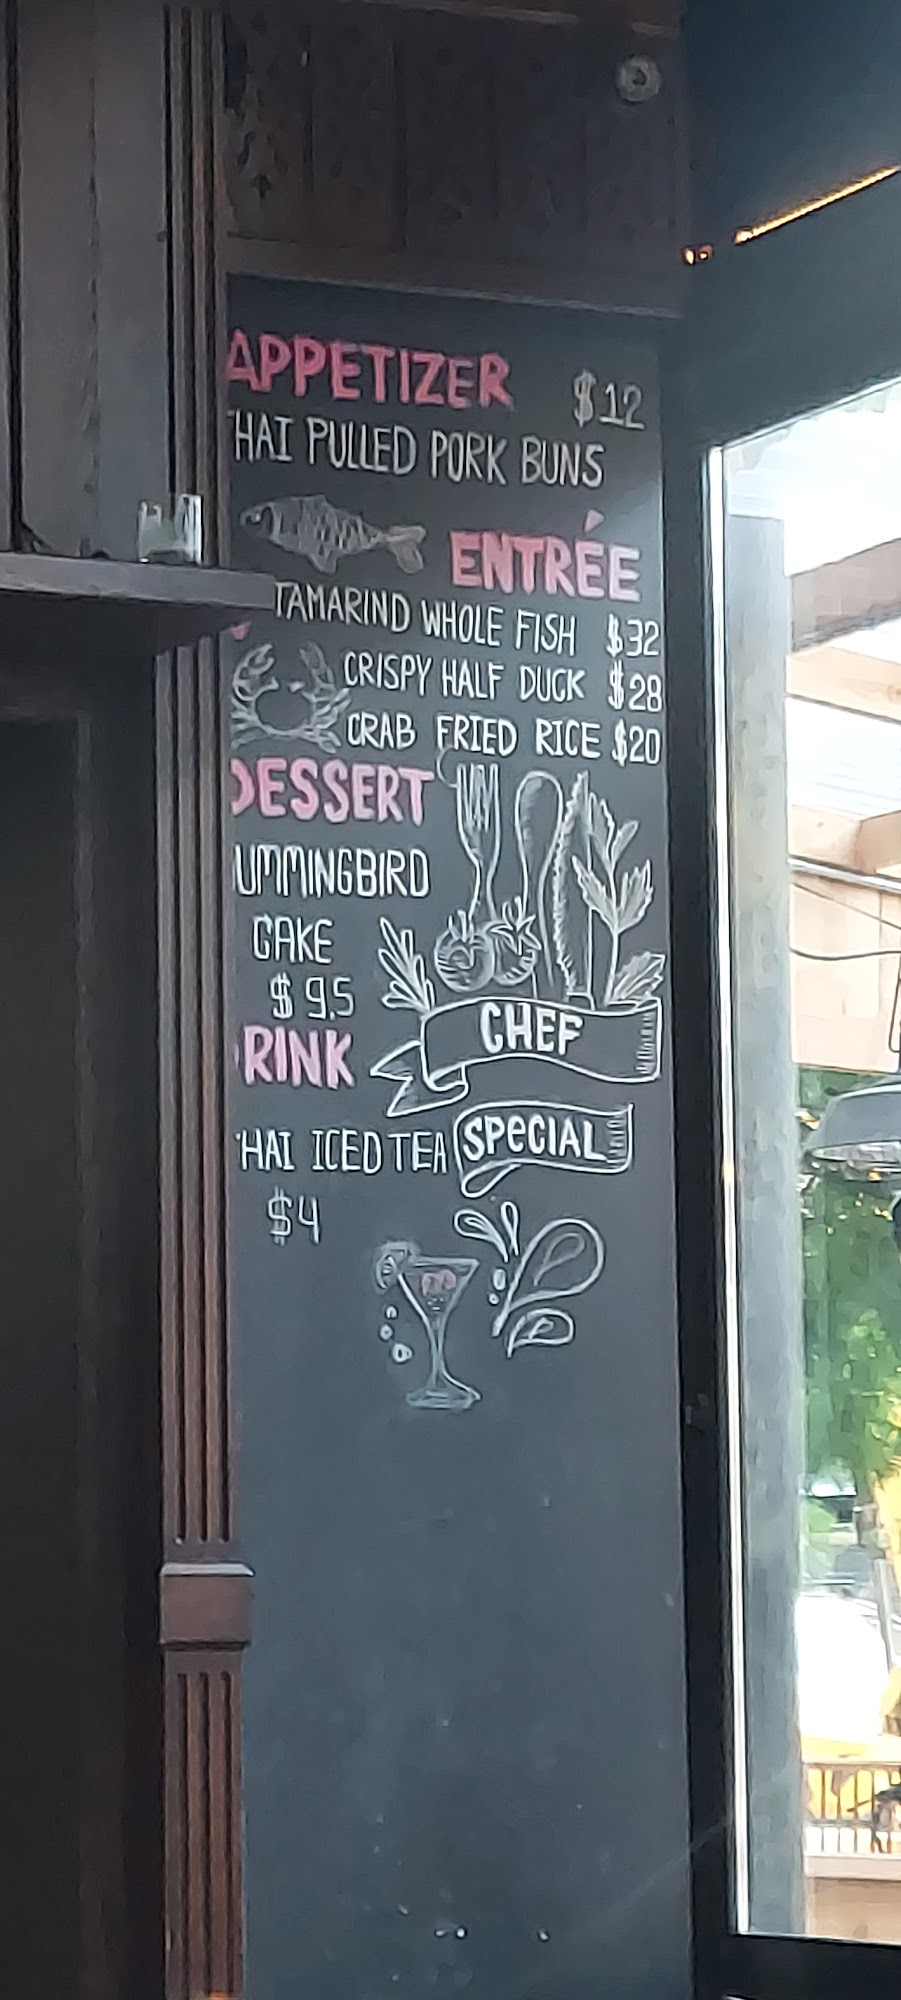 APPETIZER $12
HAI PULLED PORK BUNS
ENTRÉE
TAMARIND WHOLE FISH $32
CRISPY HALF DUCK $28
CRAB FRIED RICE $20
DESSERT
UMMINGBIRD
CAKE
$9.5
CHEF
RINK
SPECIAL
HAI ICED TEA
$4